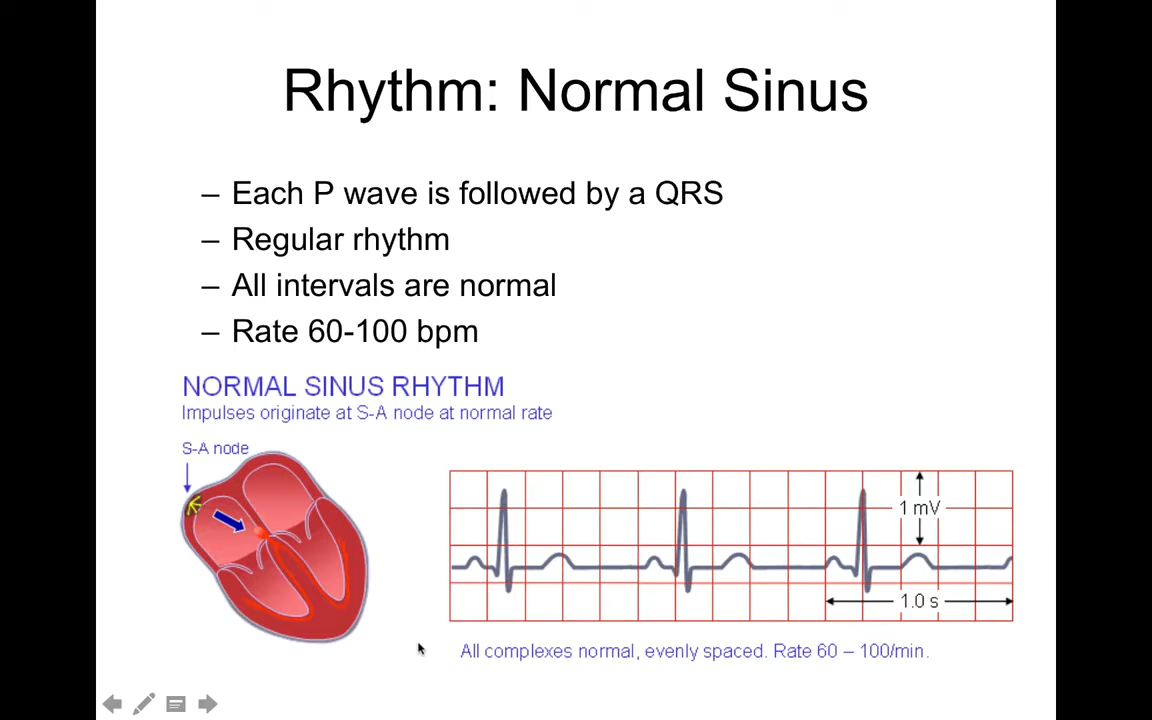 Rhythm: Normal Sinus
– Each P wave is followed by a QRS
– Regular rhythm
– All intervals are normal
– Rate 60-100 bpm
NORMAL SINUS RHYTHM
Impulses originate at S-A node at normal rate
S-A node
1 mV
1.0 s
All complexes normal, evenly spaced. Rate 60 – 100/min.